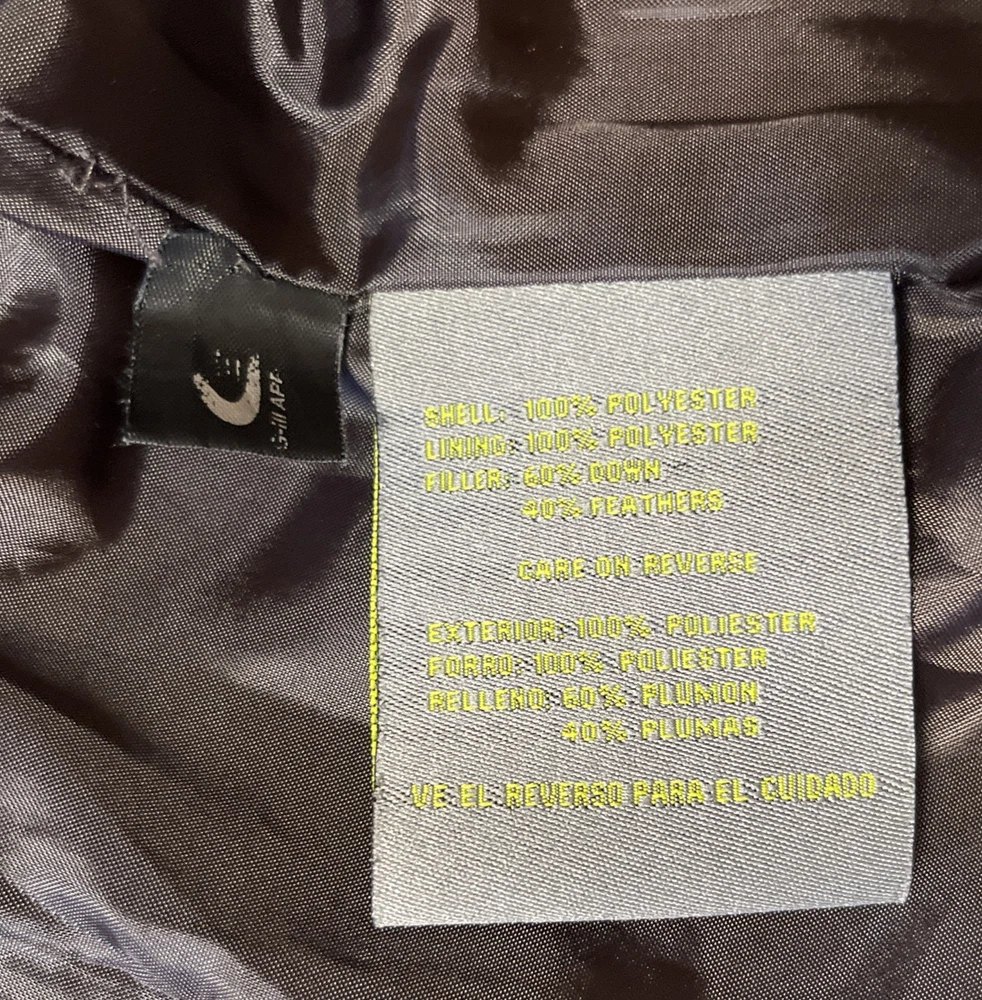 SHELL: 100% POLYESTER
LINING: 100% POLYESTER
FILLER: 60% DOWN
40% FEATHERS
CARE ON REVERSE
EXTERIOR: 100% POLIESTER
FORRO: 100% POLIESTER
RELLENO: 60% PLUMON
40% PLUMAS
VE EL REVERSO PARA EL CUIDADO